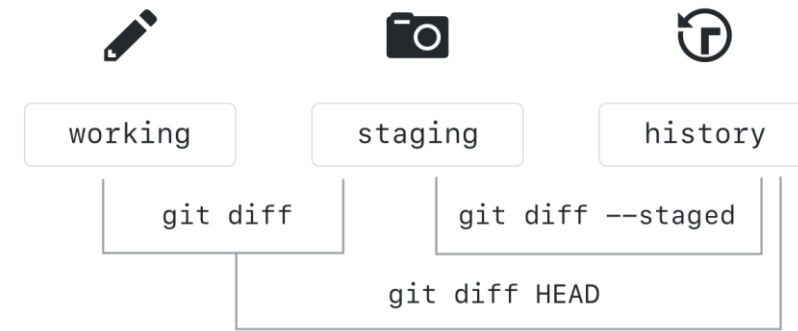 working
staging
history
git diff
git diff --staged
git diff HEAD